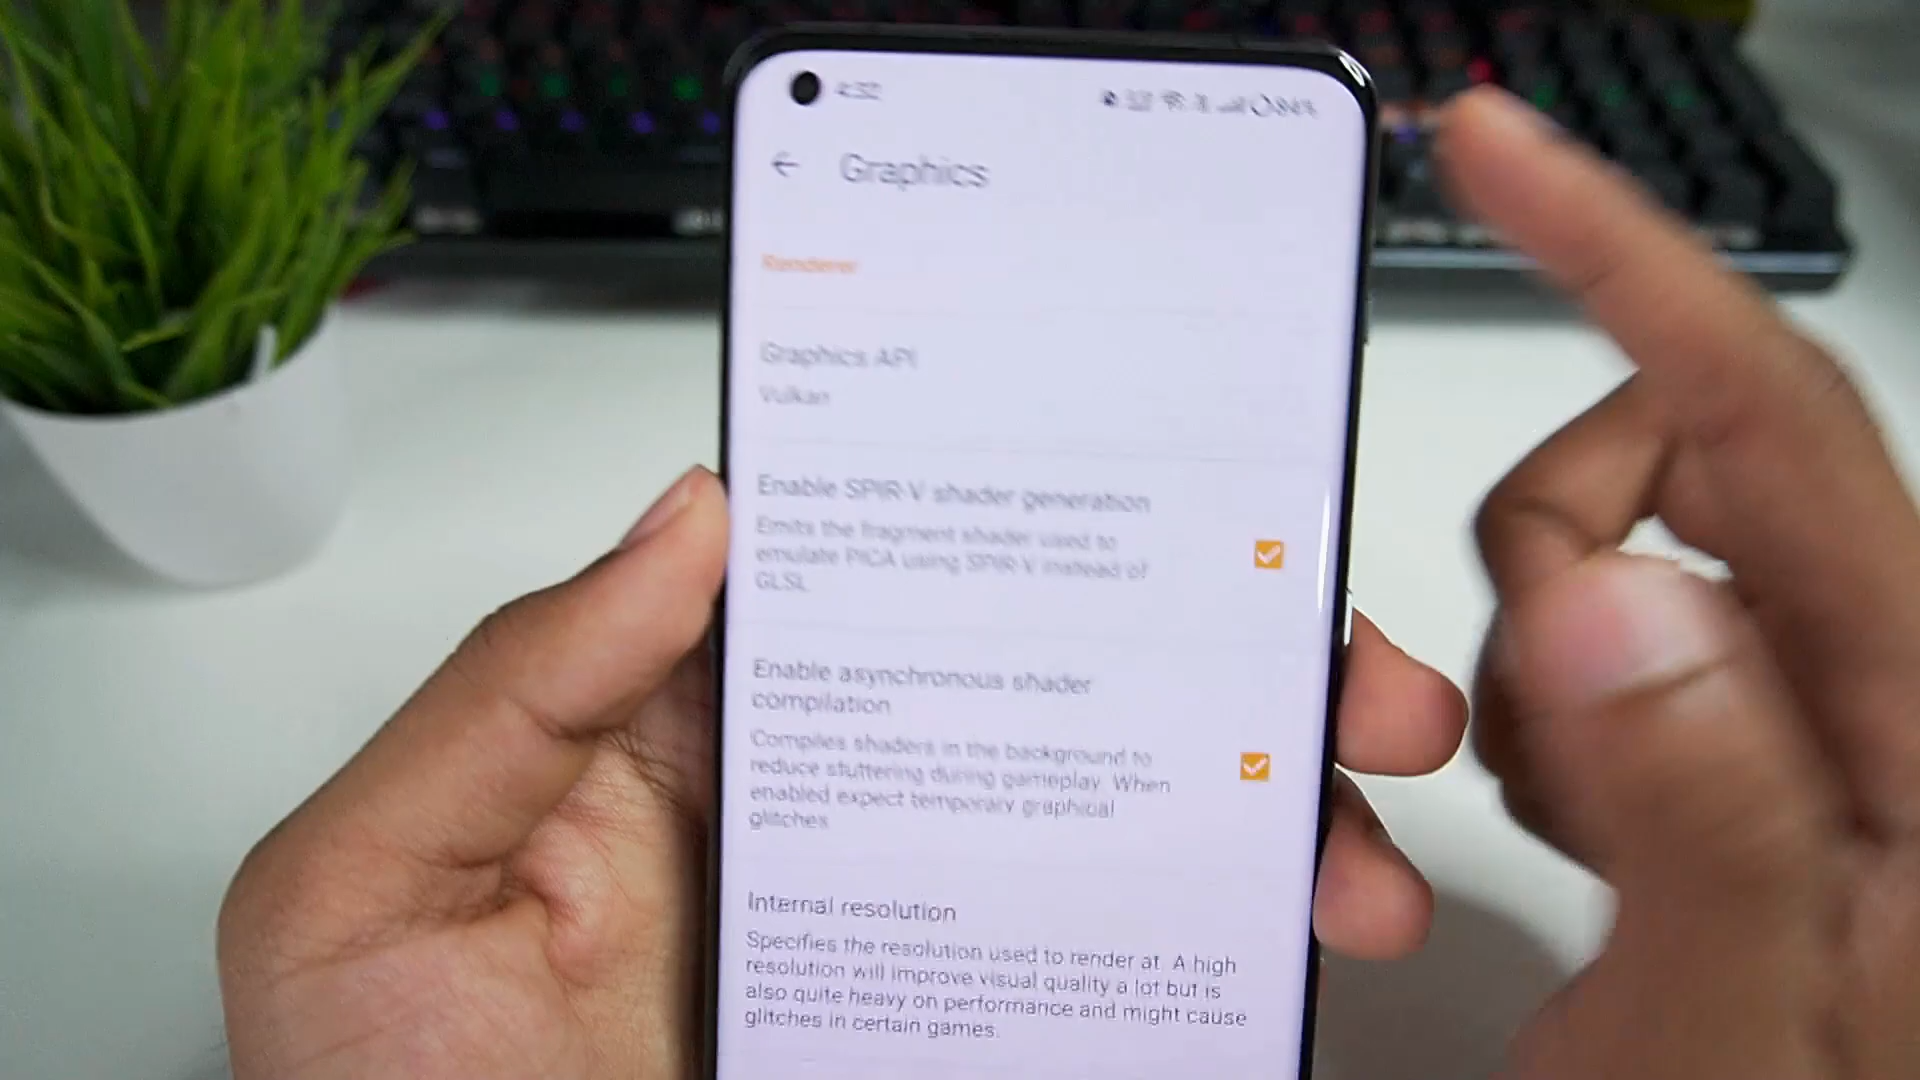 4:32
84%
Graphics
Renderer
Graphics API
Vulkan
Enable SPIR-V shader generation
Emits the fragment shader used to
emulate PICA using SPIR-V instead of
GLSL
Enable asynchronous shader
compilation
Compiles shaders in the background to
reduce stuttering during gameplay. When
enabled expect temporary graphical
glitches
Internal resolution
Specifies the resolution used to render at. A high
resolution will improve visual quality a lot but is
also quite heavy on performance and might cause
glitches in certain games.